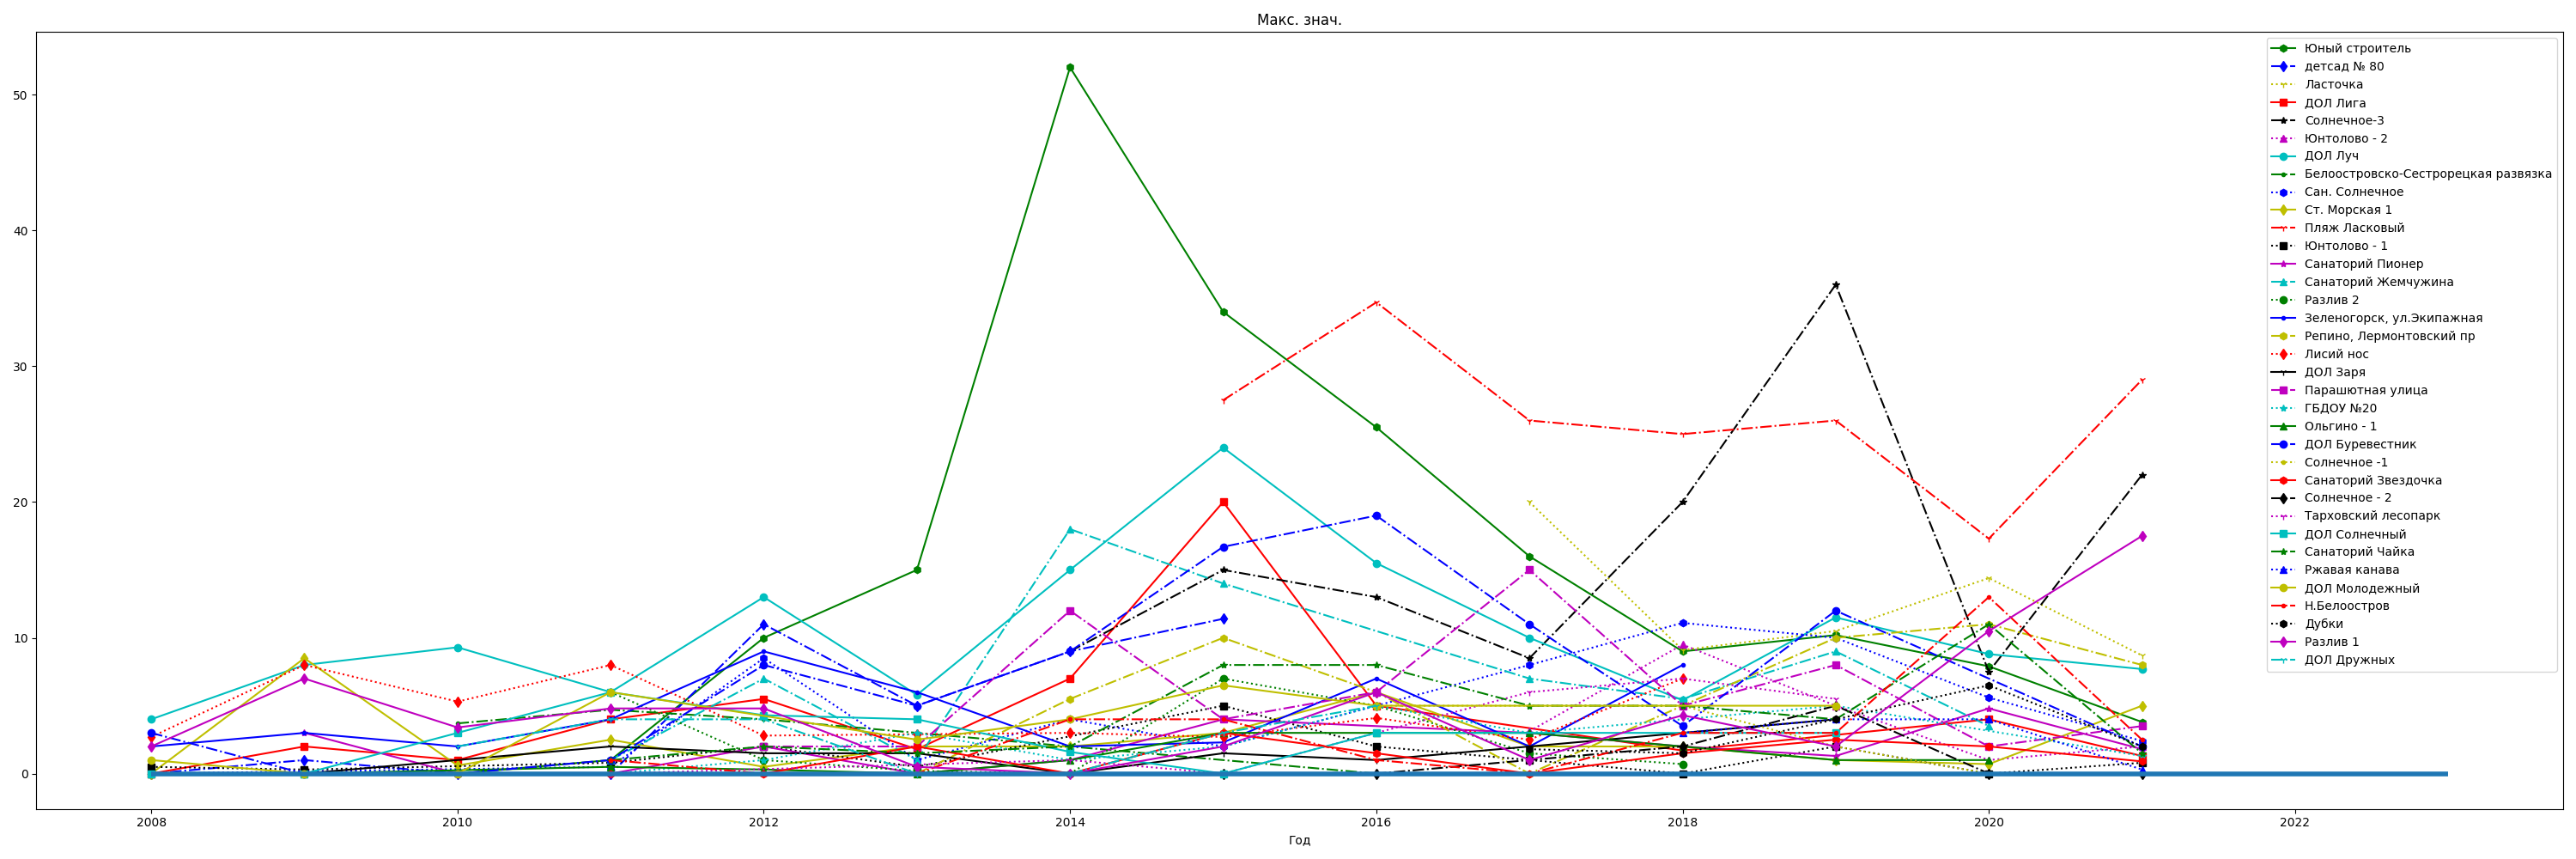 Макс. знач.
50
40
30
20
10
0
2008 2010 2012 2014 2016 2018 2020 2022
Год
Юный строитель
детсад № 80
Ласточка
ДОЛ Лига
Солнечное-3
Юнтолово - 2
ДОЛ Луч
Белоостровско-Сестрорецкая развязка
Сан. Солнечное
Ст. Морская 1
Пляж Ласковый
Юнтолово - 1
Санаторий Пионер
Санаторий Жемчужина
Разлив 2
Зеленогорск, ул.Экипажная
Репино, Лермонтовский пр
Лисий нос
ДОЛ Заря
Парашютная улица
ГБДОУ №20
Ольгино - 1
ДОЛ Буревестник
Солнечное -1
Санаторий Звездочка
Солнечное - 2
Тарховский лесопарк
ДОЛ Солнечный
Санаторий Чайка
Ржавая канава
ДОЛ Молодежный
Н.Белоостров
Дубки
Разлив 1
ДОЛ Дружных